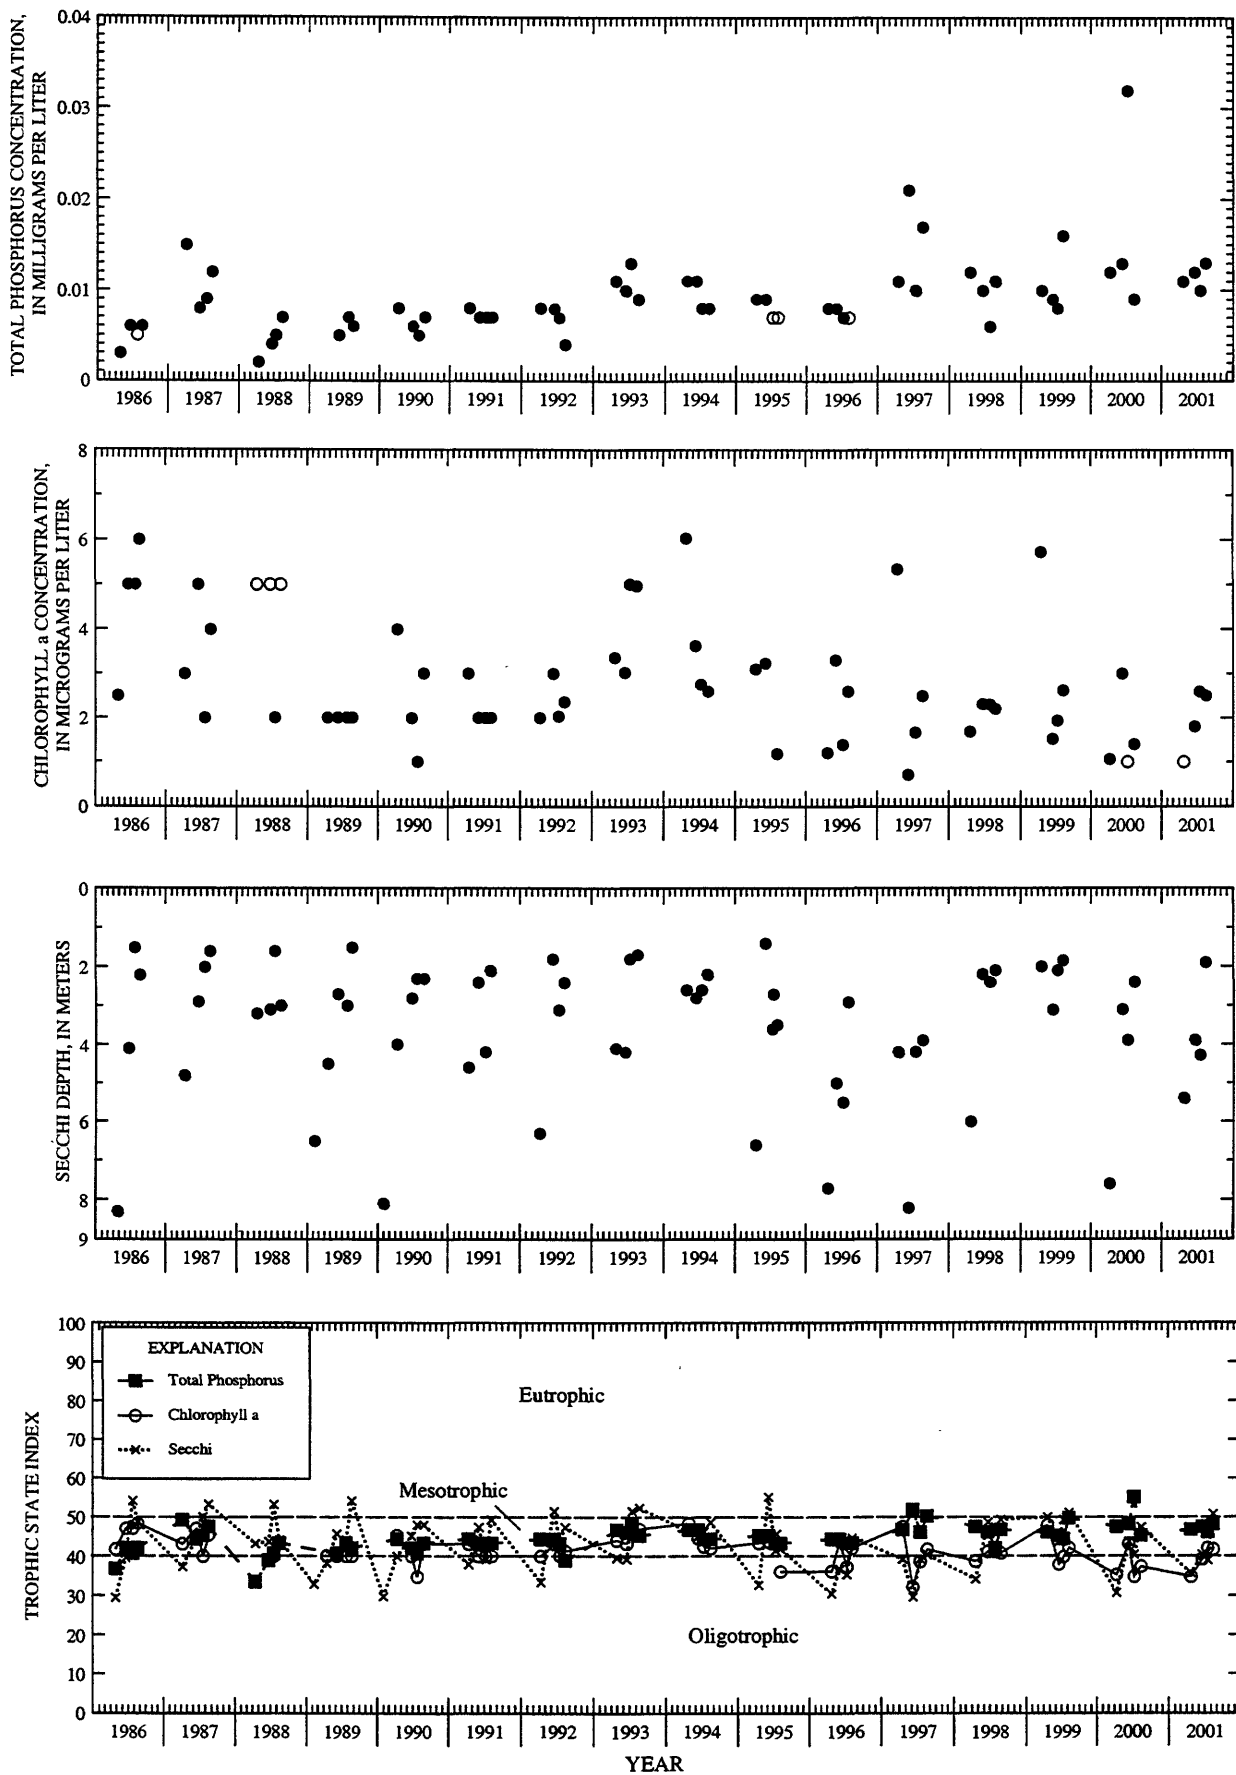 TOTAL PHOSPHORUS CONCENTRATION,
IN MILLIGRAMS PER LITER
0.04
0.03
0.02
0.01
0
1986 1987 1988 1989 1990 1991 1992 1993 1994 1995 1996 1997 1998 1999 2000 2001
CHLOROPHYLL a CONCENTRATION,
IN MICROGRAMS PER LITER
8
6
4
2
0
1986 1987 1988 1989 1990 1991 1992 1993 1994 1995 1996 1997 1998 1999 2000 2001
SECCHI DEPTH, IN METERS
0
2
4
6
8
9
1986 1987 1988 1989 1990 1991 1992 1993 1994 1995 1996 1997 1998 1999 2000 2001
TROPHIC STATE INDEX
100
90
80
70
60
50
40
30
20
10
0
EXPLANATION
Total Phosphorus
Chlorophyll a
Secchi
Eutrophic
Mesotrophic
Oligotrophic
1986 1987 1988 1989 1990 1991 1992 1993 1994 1995 1996 1997 1998 1999 2000 2001
YEAR